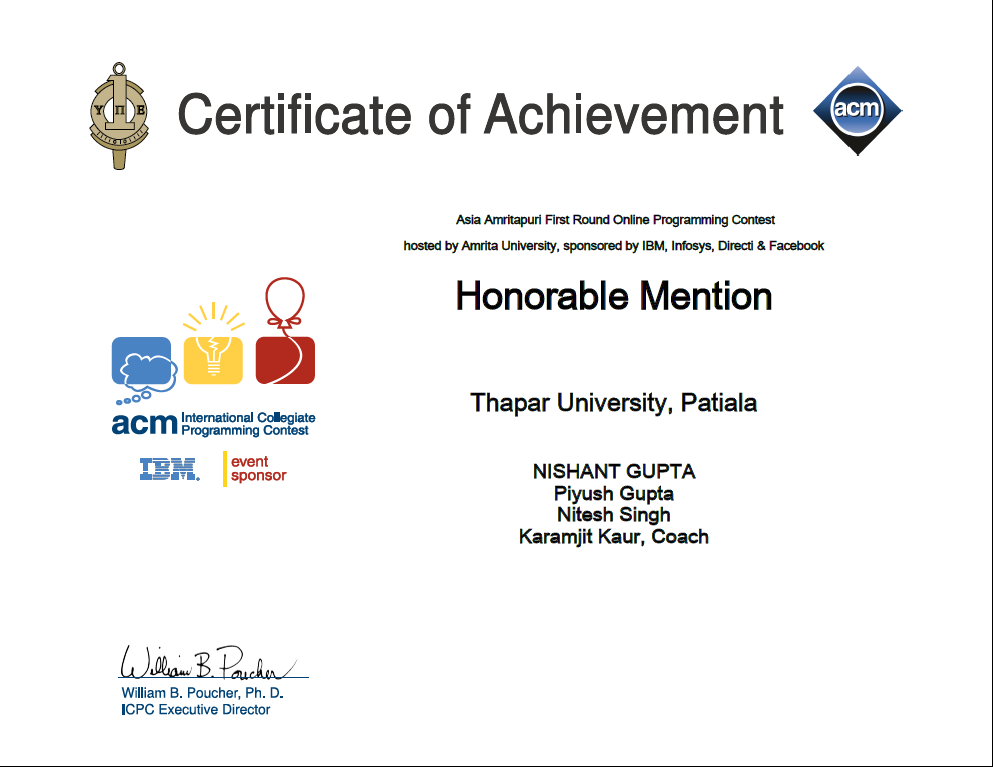 Υ Π Β
Certificate of Achievement
acm
Asia Amritapuri First Round Online Programming Contest
hosted by Amrita University, sponsored by IBM, Infosys, Directi & Facebook
Honorable Mention
Thapar University, Patiala
NISHANT GUPTA
Piyush Gupta
Nitesh Singh
Karamjit Kaur, Coach
acm International Collegiate
Programming Contest
IBM. event
sponsor
William B. Poucher
William B. Poucher, Ph. D.
ICPC Executive Director